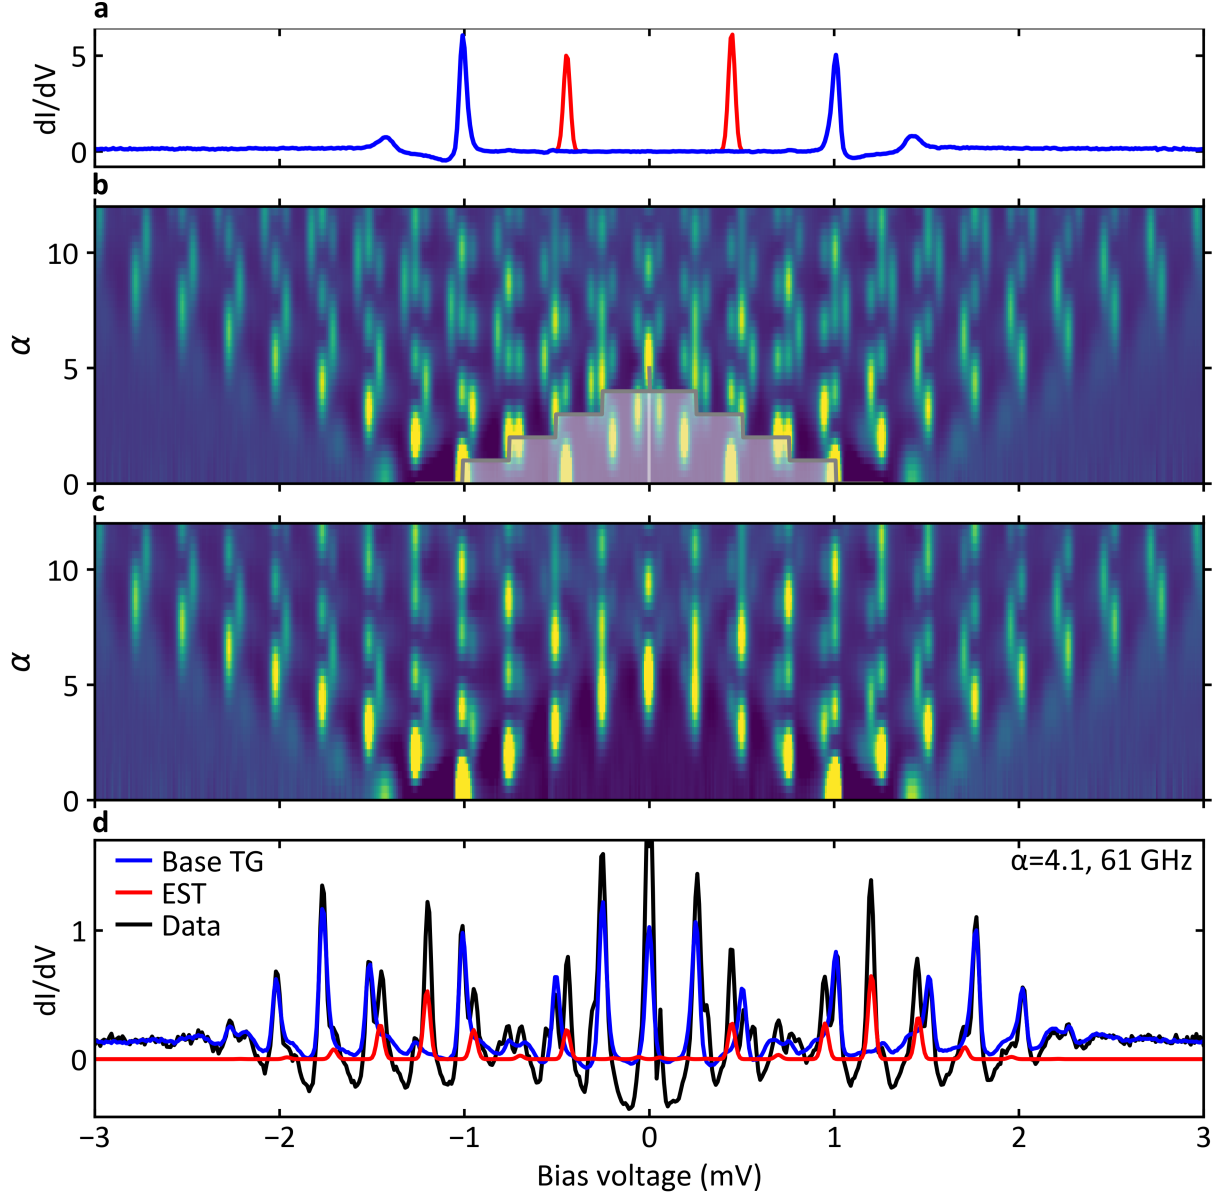 a
5
0
dI/dV
b
10
5
0
α
c
10
5
0
α
d
Base TG
EST
Data
α=4.1, 61 GHz
1
0
dI/dV
−3 −2 −1 0 1 2 3
Bias voltage (mV)